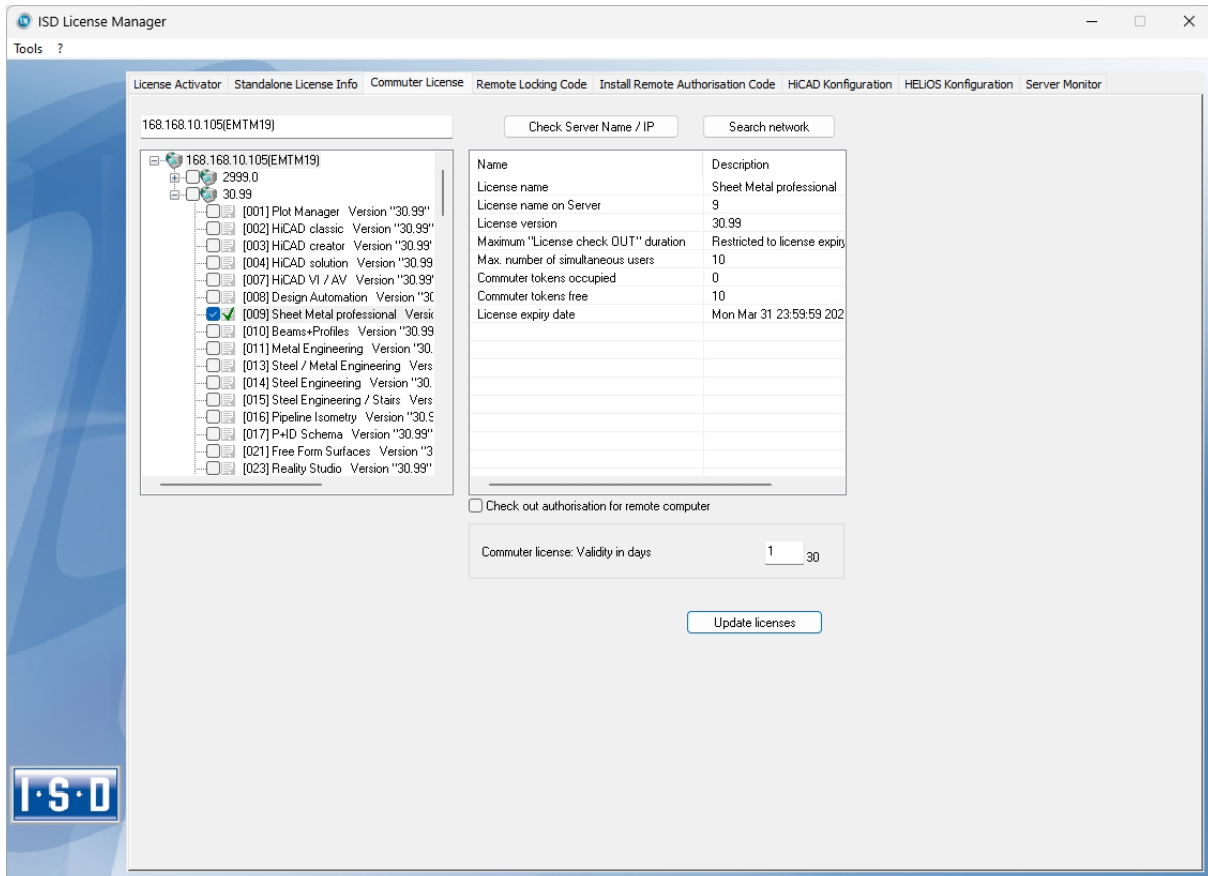 ISD License Manager
Tools ?
License Activator Standalone License Info Commuter License Remote Locking Code Install Remote Authorisation Code HiCAD Konfiguration HELiOS Konfiguration Server Monitor
168.168.10.105(EMTM19)
Check Server Name / IP
Search network
168.168.10.105(EMTM19)
2999.0
30.99
[001] Plot Manager Version "30.99"
[002] HiCAD classic Version "30.99"
[003] HiCAD creator Version "30.99'
[004] HiCAD solution Version "30.99
[007] HiCAD VI / AV Version "30.99'
[008] Design Automation Version "30
[009] Sheet Metal professional Versio
[010] Beams+Profiles Version "30.99
[011] Metal Engineering Version "30.
[013] Steel / Metal Engineering Vers
[014] Steel Engineering Version "30.
[015] Steel Engineering / Stairs Vers
[016] Pipeline Isometry Version "30.9
[017] P+ID Schema Version "30.99"
[021] Free Form Surfaces Version "3
[023] Reality Studio Version "30.99"
Name Description
License name Sheet Metal professional
License name on Server 9
License version 30.99
Maximum "License check OUT" duration Restricted to license expiry
Max. number of simultaneous users 10
Commuter tokens occupied 0
Commuter tokens free 10
License expiry date Mon Mar 31 23:59:59 202
Check out authorisation for remote computer
Commuter license: Validity in days 1 30
Update licenses
I·S·D